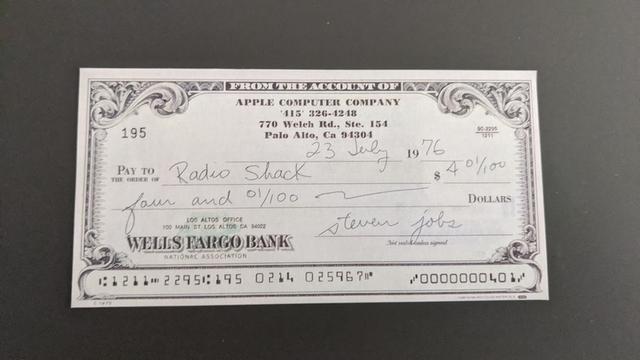 FROM THE ACCOUNT OF
APPLE COMPUTER COMPANY
'415' 326-4248
770 Welch Rd., Ste. 154
Palo Alto, Ca 94304
195
90-2295
1211
23 July 1976
PAY TO THE ORDER OF Radio Shack $ 4 01/100
four and 01/100 DOLLARS
LOS ALTOS OFFICE
100 MAIN ST LOS ALTOS CA 94022
WELLS FARGO BANK
NATIONAL ASSOCIATION
steven jobs
Not valid unless signed
⑆1211⑉2295⑆195 0214 025967⑈ ⑈0000000401⑈